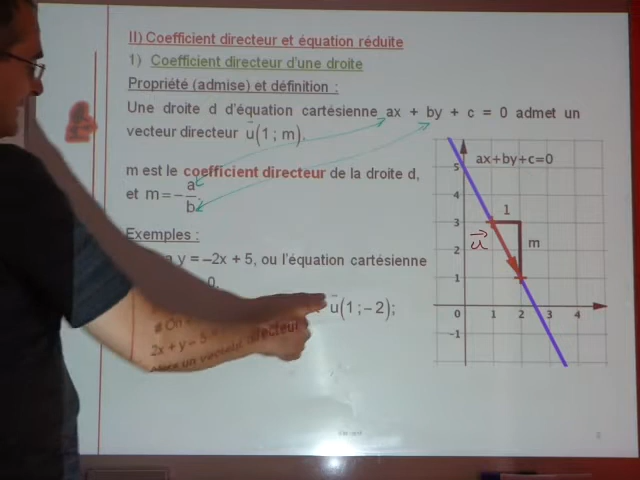 II) Coefficient directeur et équation réduite
1) Coefficient directeur d'une droite
Propriété (admise) et définition :
Une droite d d'équation cartésienne ax + by + c = 0 admet un
vecteur directeur u(1 ; m).
m est le coefficient directeur de la droite d,
et m = − a/b.
Exemples :
y = –2x + 5, ou l'équation cartésienne
0.
# On
2x + y – 5 =
un vecteur directeur u(1 ; – 2);
ax+by+c=0
5
4
3
2
1
0 1 2 3 4
−1
1
m
u